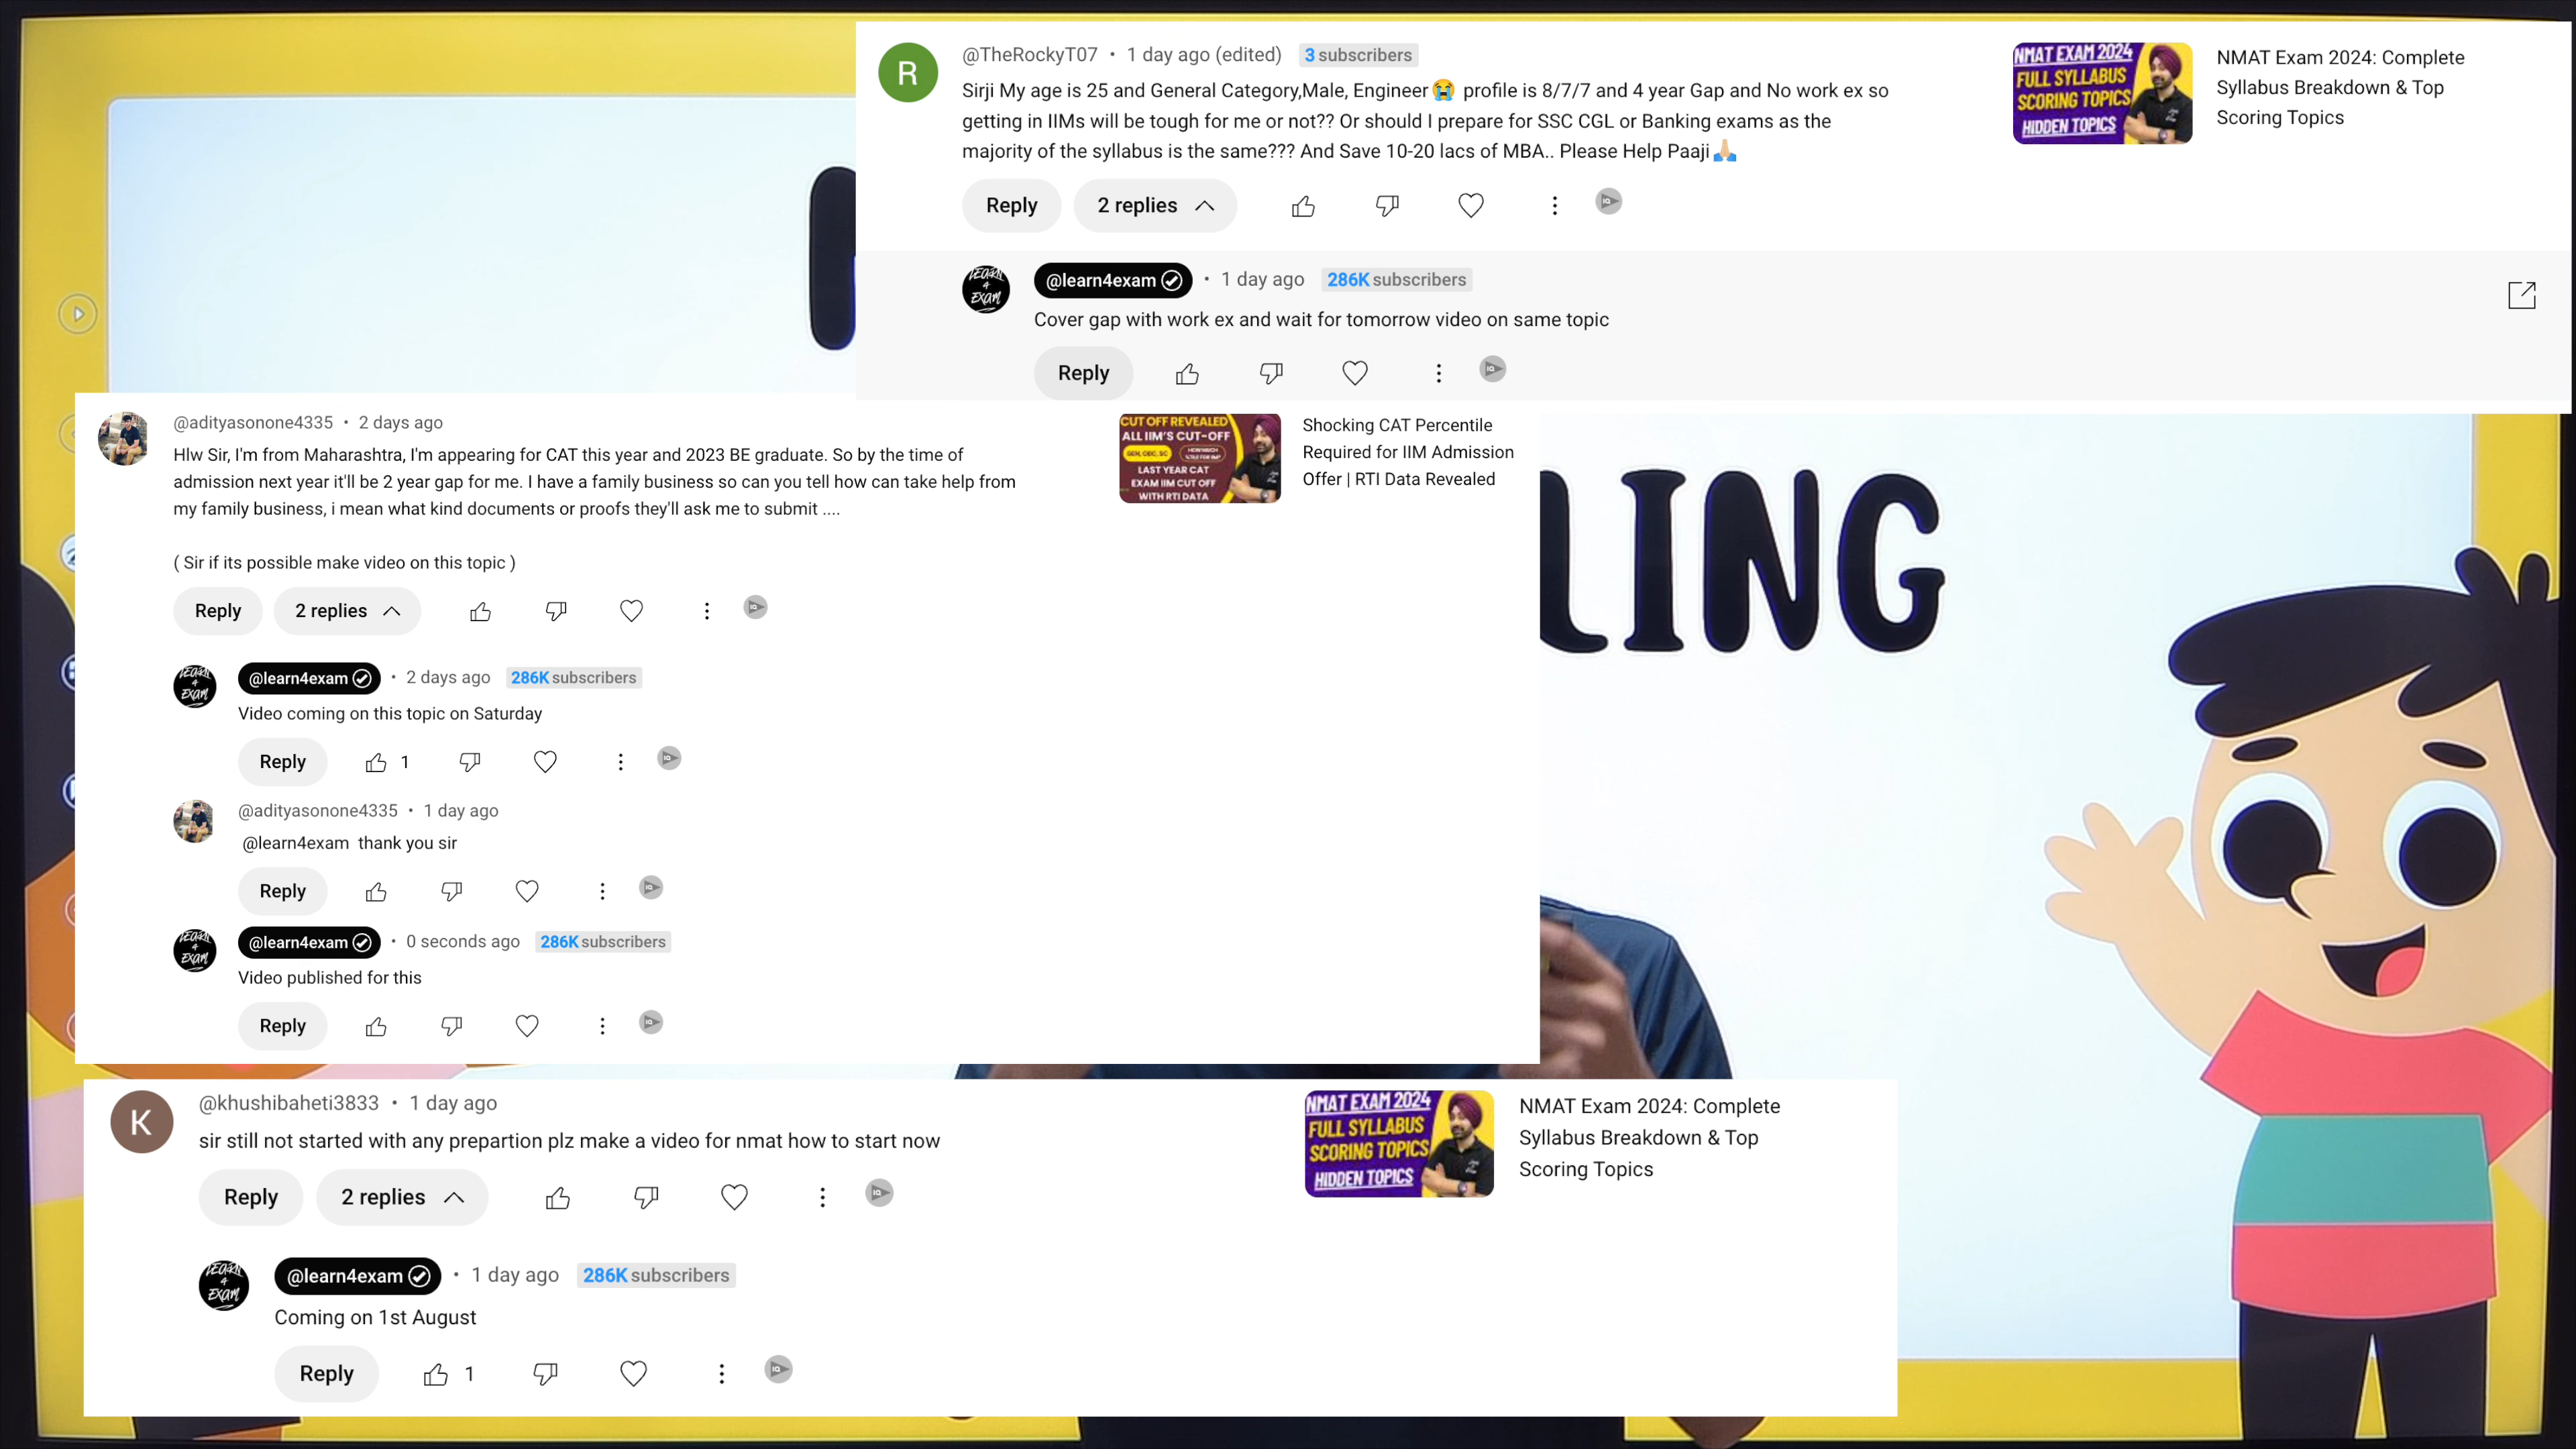 @TheRockyT07 • 1 day ago (edited) 3 subscribers
Sirji My age is 25 and General Category,Male, Engineer😭 profile is 8/7/7 and 4 year Gap and No work ex so
getting in IIMs will be tough for me or not?? Or should I prepare for SSC CGL or Banking exams as the
majority of the syllabus is the same??? And Save 10-20 lacs of MBA.. Please Help Paaji🙏
R
NMAT EXAM 2024
FULL SYLLABUS
SCORING TOPICS
HIDDEN TOPICS
NMAT Exam 2024: Complete
Syllabus Breakdown & Top
Scoring Topics
Reply 2 replies
LEARN
4
EXAM
@learn4exam • 1 day ago 286K subscribers
Cover gap with work ex and wait for tomorrow video on same topic
Reply
@adityasonone4335 • 2 days ago
Hlw Sir, I'm from Maharashtra, I'm appearing for CAT this year and 2023 BE graduate. So by the time of
admission next year it'll be 2 year gap for me. I have a family business so can you tell how can take help from
my family business, i mean what kind documents or proofs they'll ask me to submit ....
( Sir if its possible make video on this topic )
CUT OFF REVEALED
ALL IIM'S CUT-OFF
GEN, OBC, SC
LAST YEAR CAT
EXAM IIM CUT OFF
WITH RTI DATA
Shocking CAT Percentile
Required for IIM Admission
Offer | RTI Data Revealed
LING
Reply 2 replies
LEARN
4
EXAM
@learn4exam • 2 days ago 286K subscribers
Video coming on this topic on Saturday
Reply 1
@adityasonone4335 • 1 day ago
@learn4exam thank you sir
Reply
LEARN
4
EXAM
@learn4exam • 0 seconds ago 286K subscribers
Video published for this
Reply
K
@khushibaheti3833 • 1 day ago
sir still not started with any prepartion plz make a video for nmat how to start now
NMAT EXAM 2024
FULL SYLLABUS
SCORING TOPICS
HIDDEN TOPICS
NMAT Exam 2024: Complete
Syllabus Breakdown & Top
Scoring Topics
Reply 2 replies
LEARN
4
EXAM
@learn4exam • 1 day ago 286K subscribers
Coming on 1st August
Reply 1